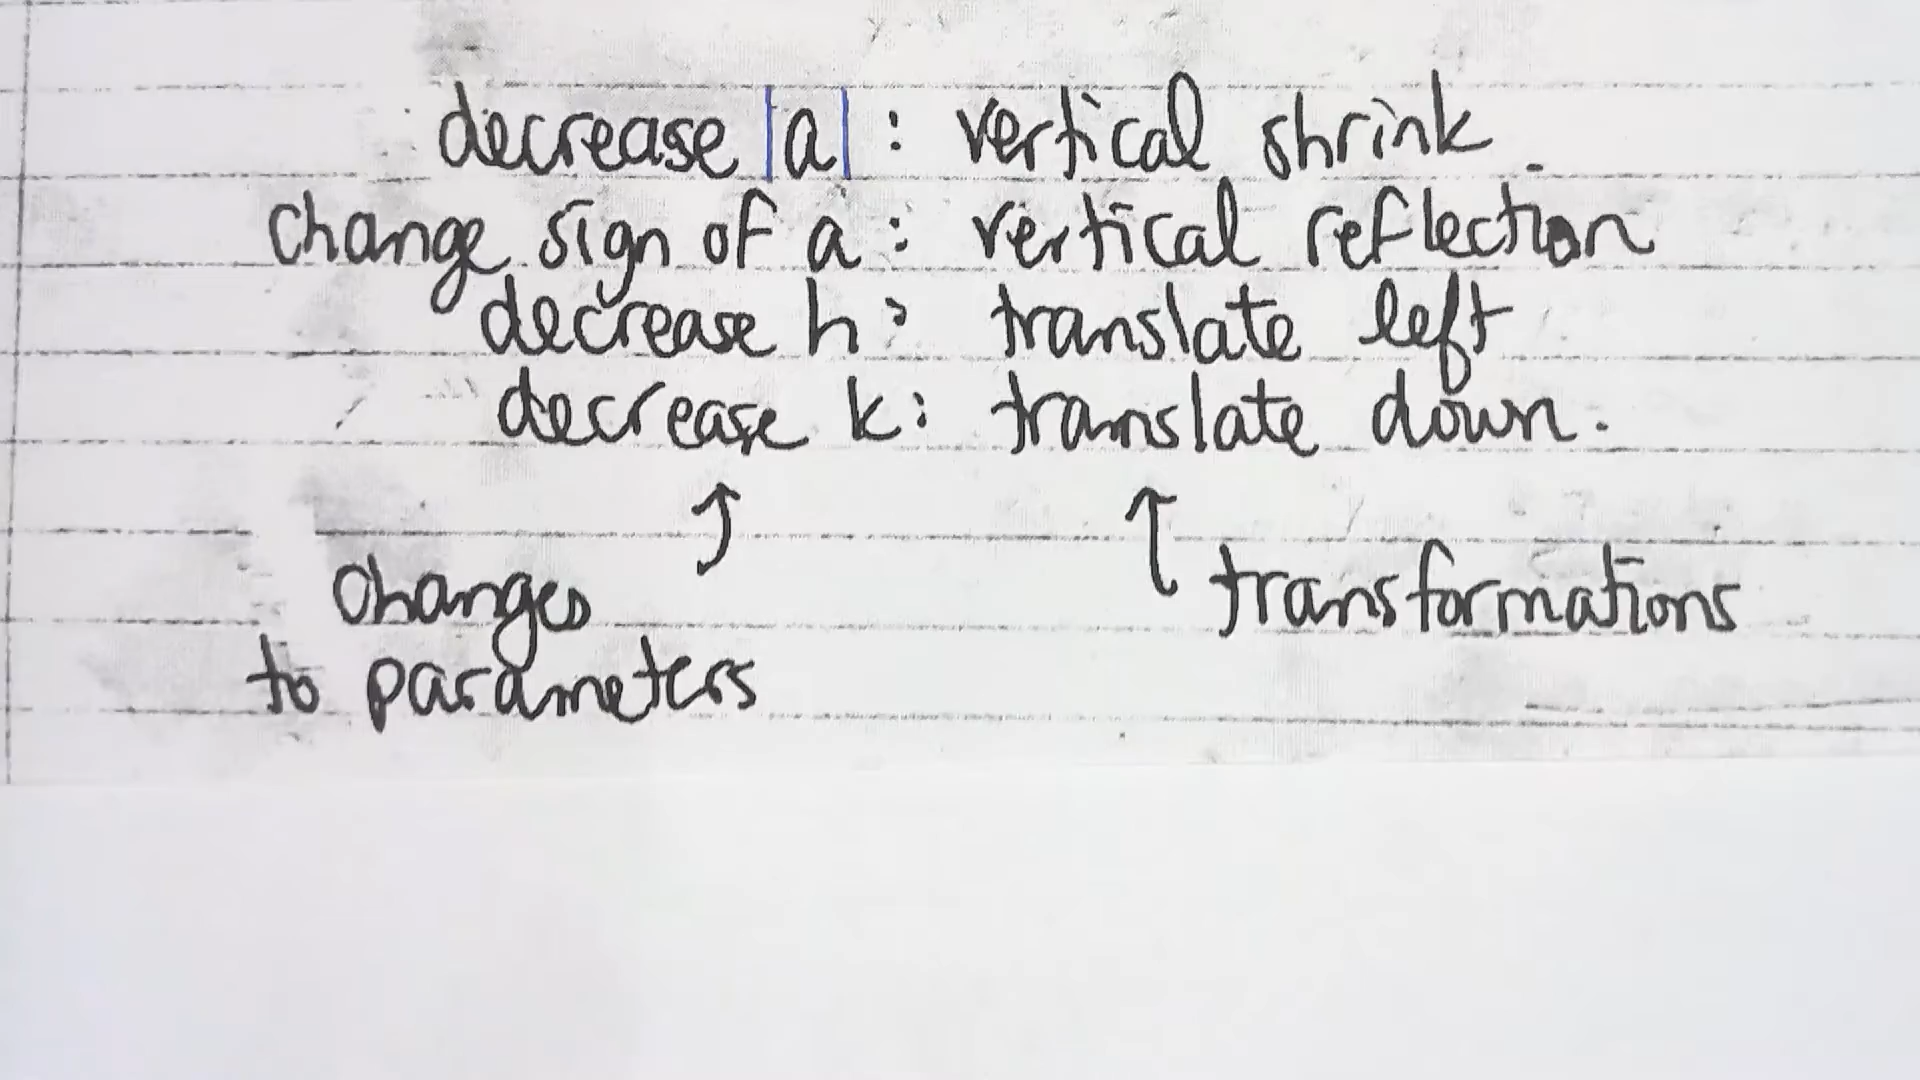 decrease |a| : vertical shrink.
change sign of a : vertical reflection
decrease h : translate left
decrease k : translate down.
changes
to parameters
transformations